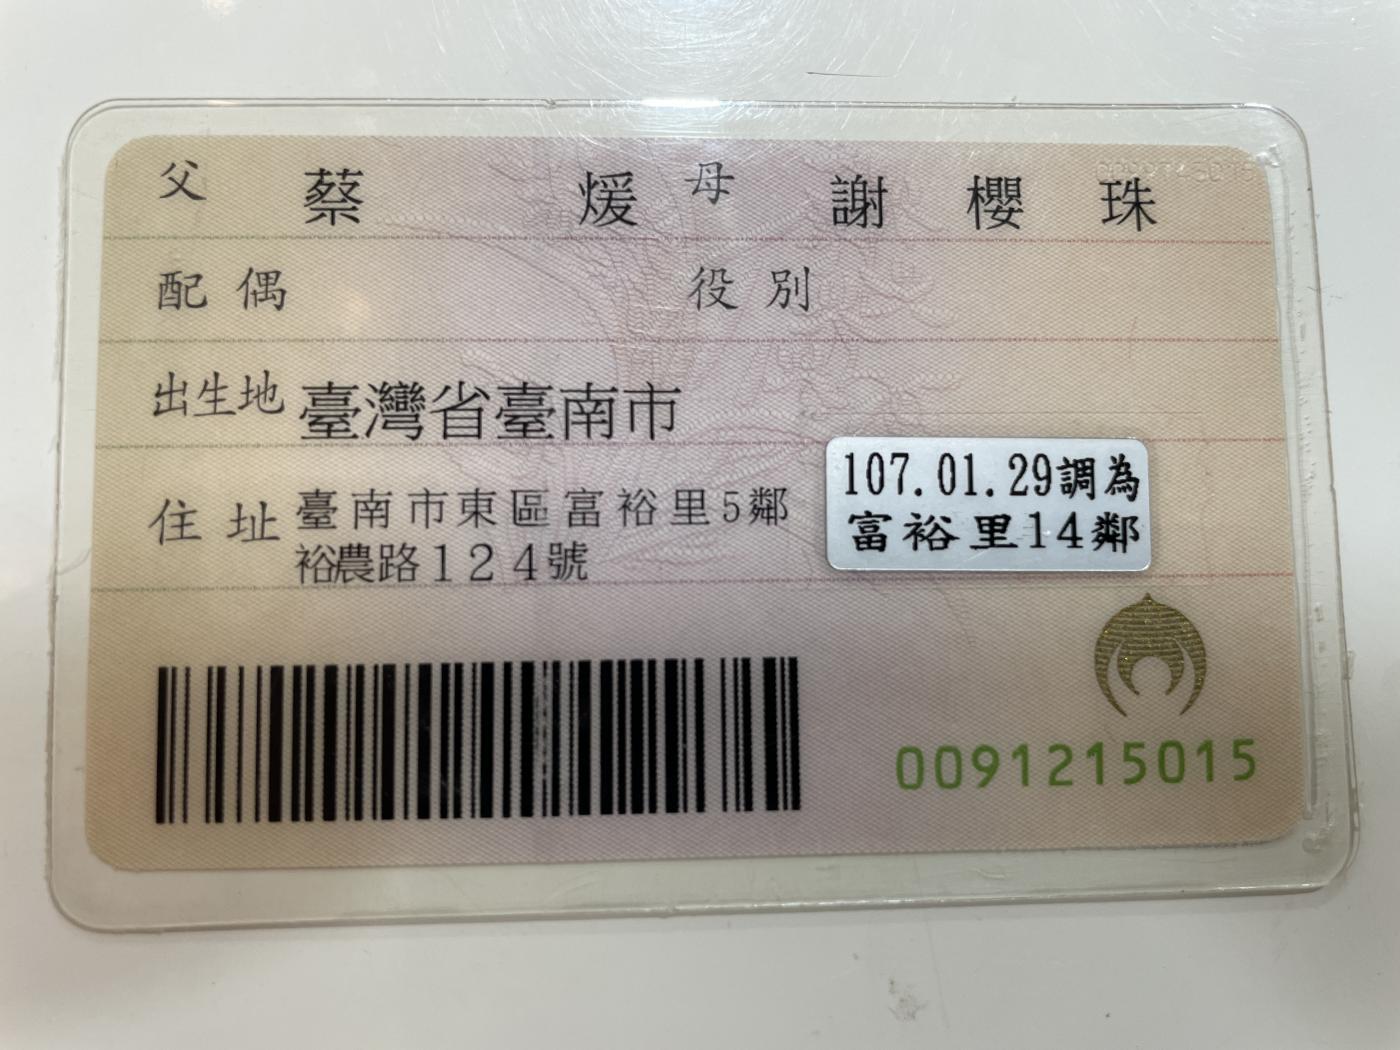 父 蔡 煖 母 謝 櫻 珠
配偶 役別
出生地 臺灣省臺南市
住址 臺南市東區富裕里5鄰
裕農路124號
107.01.29調為
富裕里14鄰
0091215015